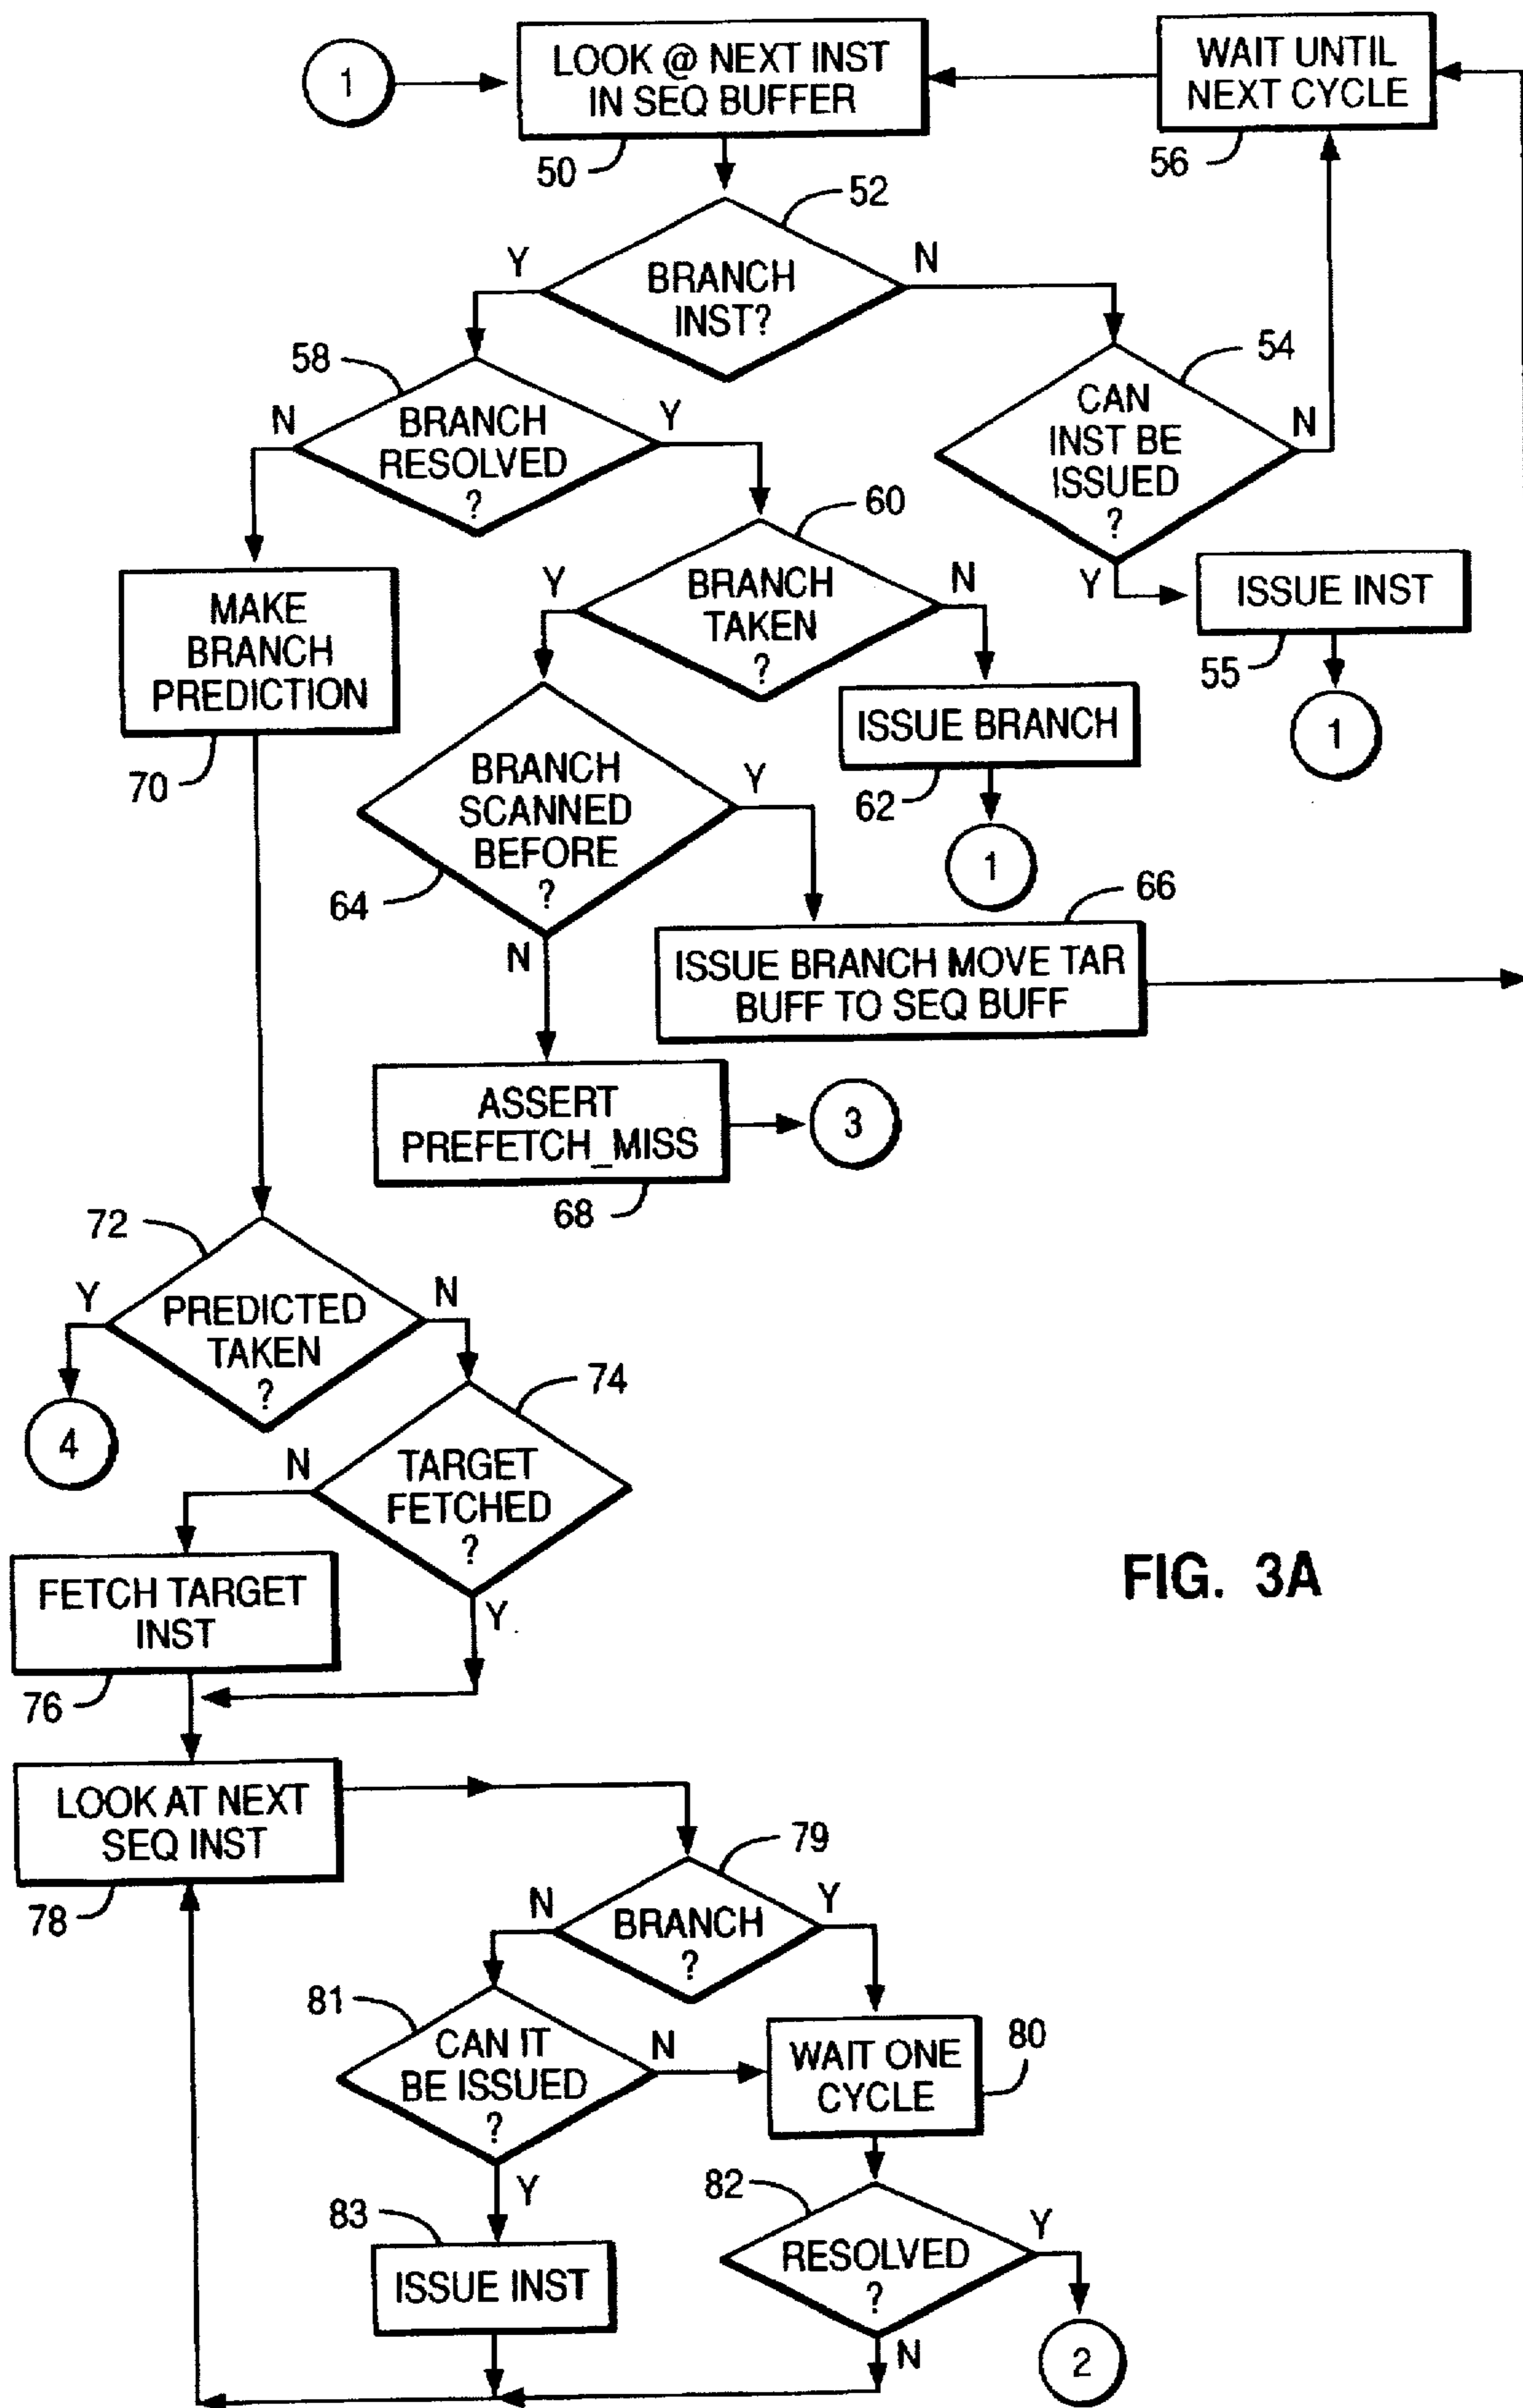 1
LOOK @ NEXT INST
IN SEQ BUFFER
50
WAIT UNTIL
NEXT CYCLE
56
52
Y
BRANCH
INST?
N
58
N
BRANCH
RESOLVED
?
Y
54
CAN
INST BE
ISSUED
?
N
Y
ISSUE INST
55
1
60
Y
BRANCH
TAKEN
?
N
MAKE
BRANCH
PREDICTION
70
ISSUE BRANCH
62
1
BRANCH
SCANNED
BEFORE
?
Y
64
N
66
ISSUE BRANCH MOVE TAR
BUFF TO SEQ BUFF
ASSERT
PREFETCH_MISS
68
3
72
Y
PREDICTED
TAKEN
?
N
4
74
N
TARGET
FETCHED
?
Y
FETCH TARGET
INST
76
FIG. 3A
LOOK AT NEXT
SEQ INST
78
79
N
BRANCH
?
Y
81
CAN IT
BE ISSUED
?
N
Y
WAIT ONE
CYCLE
80
83
ISSUE INST
82
RESOLVED
?
Y
N
2